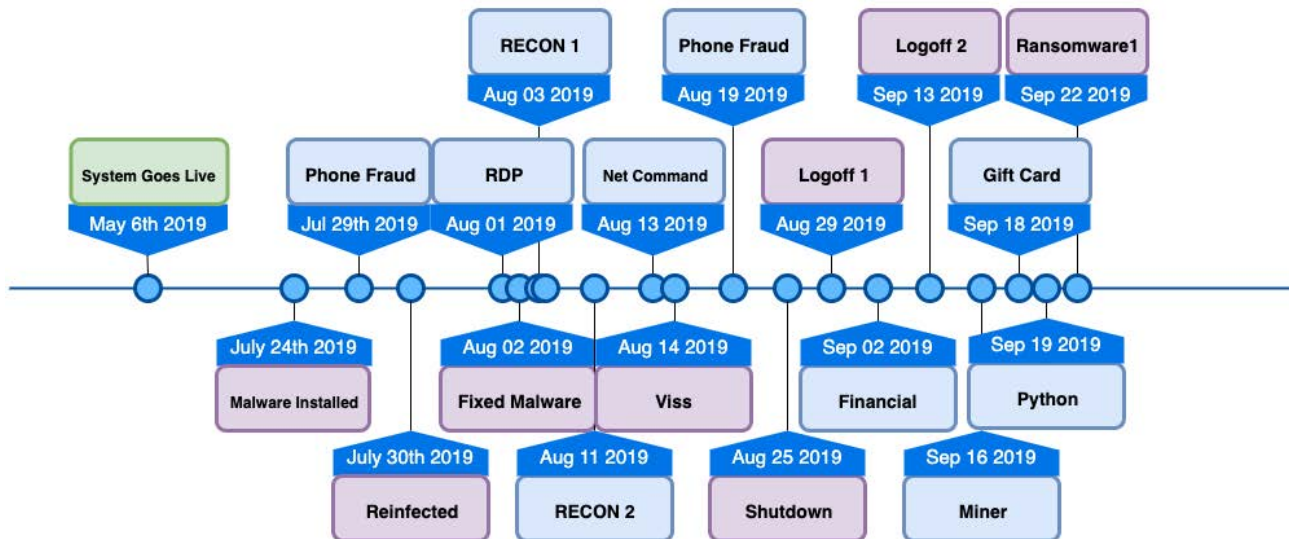 RECON 1
Aug 03 2019
Phone Fraud
Aug 19 2019
Logoff 2
Sep 13 2019
Ransomware1
Sep 22 2019
System Goes Live
May 6th 2019
Phone Fraud
Jul 29th 2019
RDP
Aug 01 2019
Net Command
Aug 13 2019
Logoff 1
Aug 29 2019
Gift Card
Sep 18 2019
July 24th 2019
Malware Installed
Aug 02 2019
Fixed Malware
Aug 14 2019
Viss
Sep 02 2019
Financial
Sep 19 2019
Python
July 30th 2019
Reinfected
Aug 11 2019
RECON 2
Aug 25 2019
Shutdown
Sep 16 2019
Miner